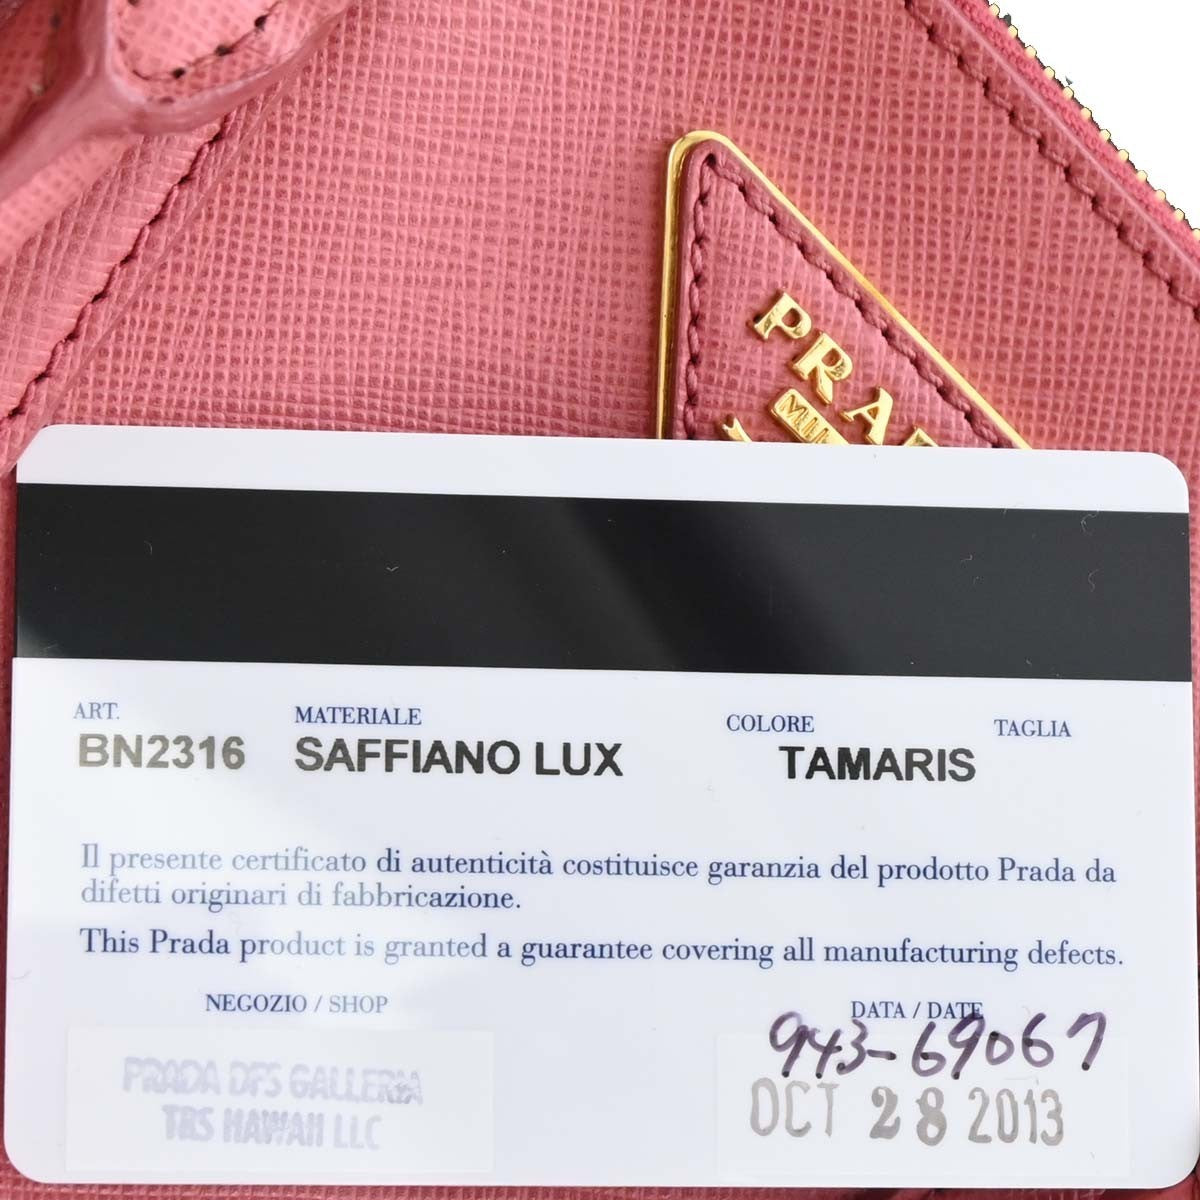 PRADA
ART.
MATERIALE
COLORE
TAGLIA
BN2316
SAFFIANO LUX
TAMARIS
Il presente certificato di autenticità costituisce garanzia del prodotto Prada da
difetti originari di fabbricazione.
This Prada product is granted a guarantee covering all manufacturing defects.
NEGOZIO / SHOP
DATA / DATE
943-69067
PRADA DFS GALLERIA
TRS HAWAII LLC
OCT 28 2013